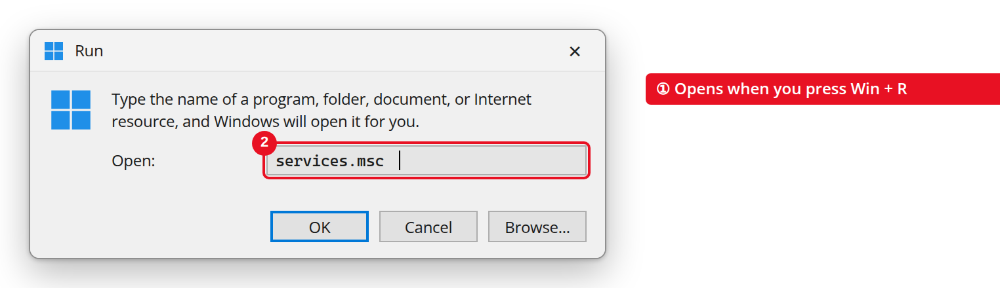 Run
① Opens when you press Win + R
Type the name of a program, folder, document, or Internet
resource, and Windows will open it for you.
2
Open:
services.msc
OK
Cancel
Browse...